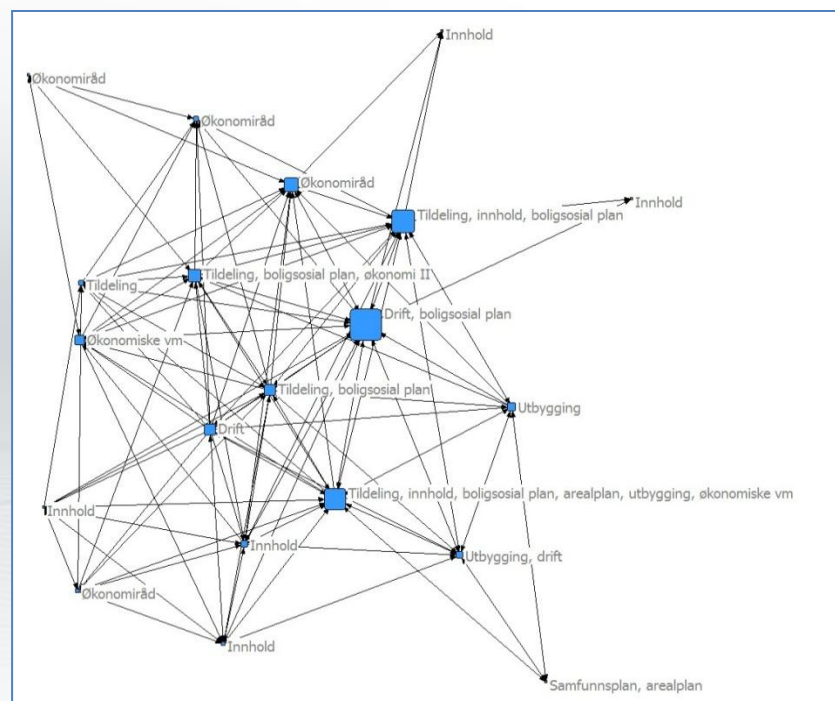 Innhold
Økonomiråd
Økonomiråd
Økonomiråd
Innhold
Tildeling, innhold, boligsosial plan
Tildeling, boligsosial plan, økonomi II
Tildeling
Drift, boligsosial plan
Økonomiske vm
Tildeling, boligsosial plan
Utbygging
Drift
Tildeling, innhold, boligsosial plan, arealplan, utbygging, økonomiske vm
Innhold
Innhold
Utbygging, drift
Økonomiråd
Innhold
Samfunnsplan, arealplan